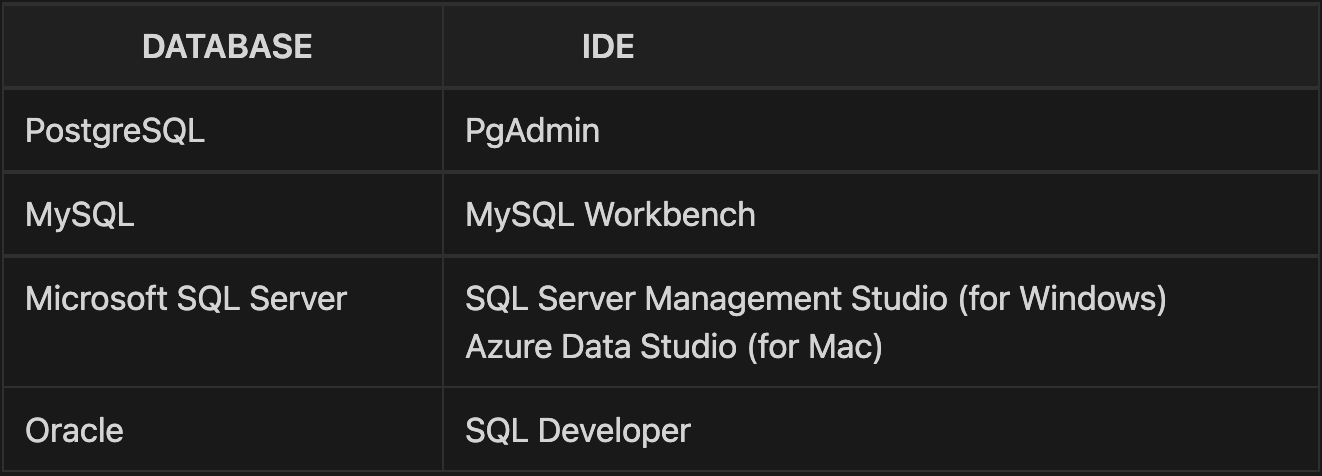 DATABASE IDE
PostgreSQL PgAdmin
MySQL MySQL Workbench
Microsoft SQL Server SQL Server Management Studio (for Windows)
Azure Data Studio (for Mac)
Oracle SQL Developer